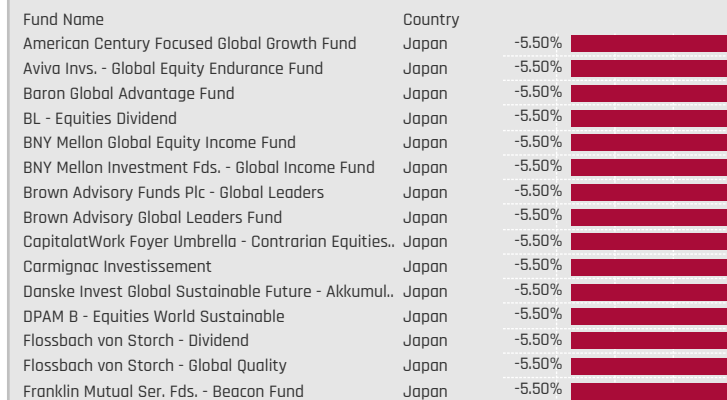 Fund Name Country
American Century Focused Global Growth Fund Japan -5.50%
Aviva Invs. - Global Equity Endurance Fund Japan -5.50%
Baron Global Advantage Fund Japan -5.50%
BL - Equities Dividend Japan -5.50%
BNY Mellon Global Equity Income Fund Japan -5.50%
BNY Mellon Investment Fds. - Global Income Fund Japan -5.50%
Brown Advisory Funds Plc - Global Leaders Japan -5.50%
Brown Advisory Global Leaders Fund Japan -5.50%
CapitalatWork Foyer Umbrella - Contrarian Equities.. Japan -5.50%
Carmignac Investissement Japan -5.50%
Danske Invest Global Sustainable Future - Akkumul.. Japan -5.50%
DPAM B - Equities World Sustainable Japan -5.50%
Flossbach von Storch - Dividend Japan -5.50%
Flossbach von Storch - Global Quality Japan -5.50%
Franklin Mutual Ser. Fds. - Beacon Fund Japan -5.50%